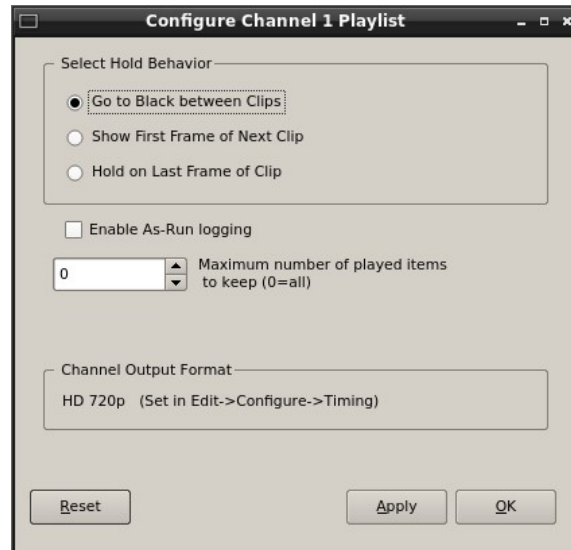 Configure Channel 1 Playlist
Select Hold Behavior
Go to Black between Clips
Show First Frame of Next Clip
Hold on Last Frame of Clip
Enable As-Run logging
0
Maximum number of played items
to keep (0=all)
Channel Output Format
HD 720p (Set in Edit->Configure->Timing)
Reset
Apply
OK